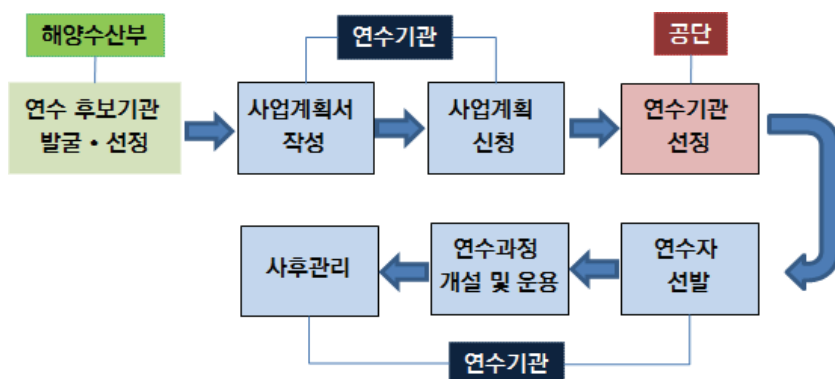 해양수산부
연수기관
공단
연수 후보기관
발굴・선정
사업계획서
작성
사업계획
신청
연수기관
선정
연수자
선발
연수과정
개설 및 운용
사후관리
연수기관